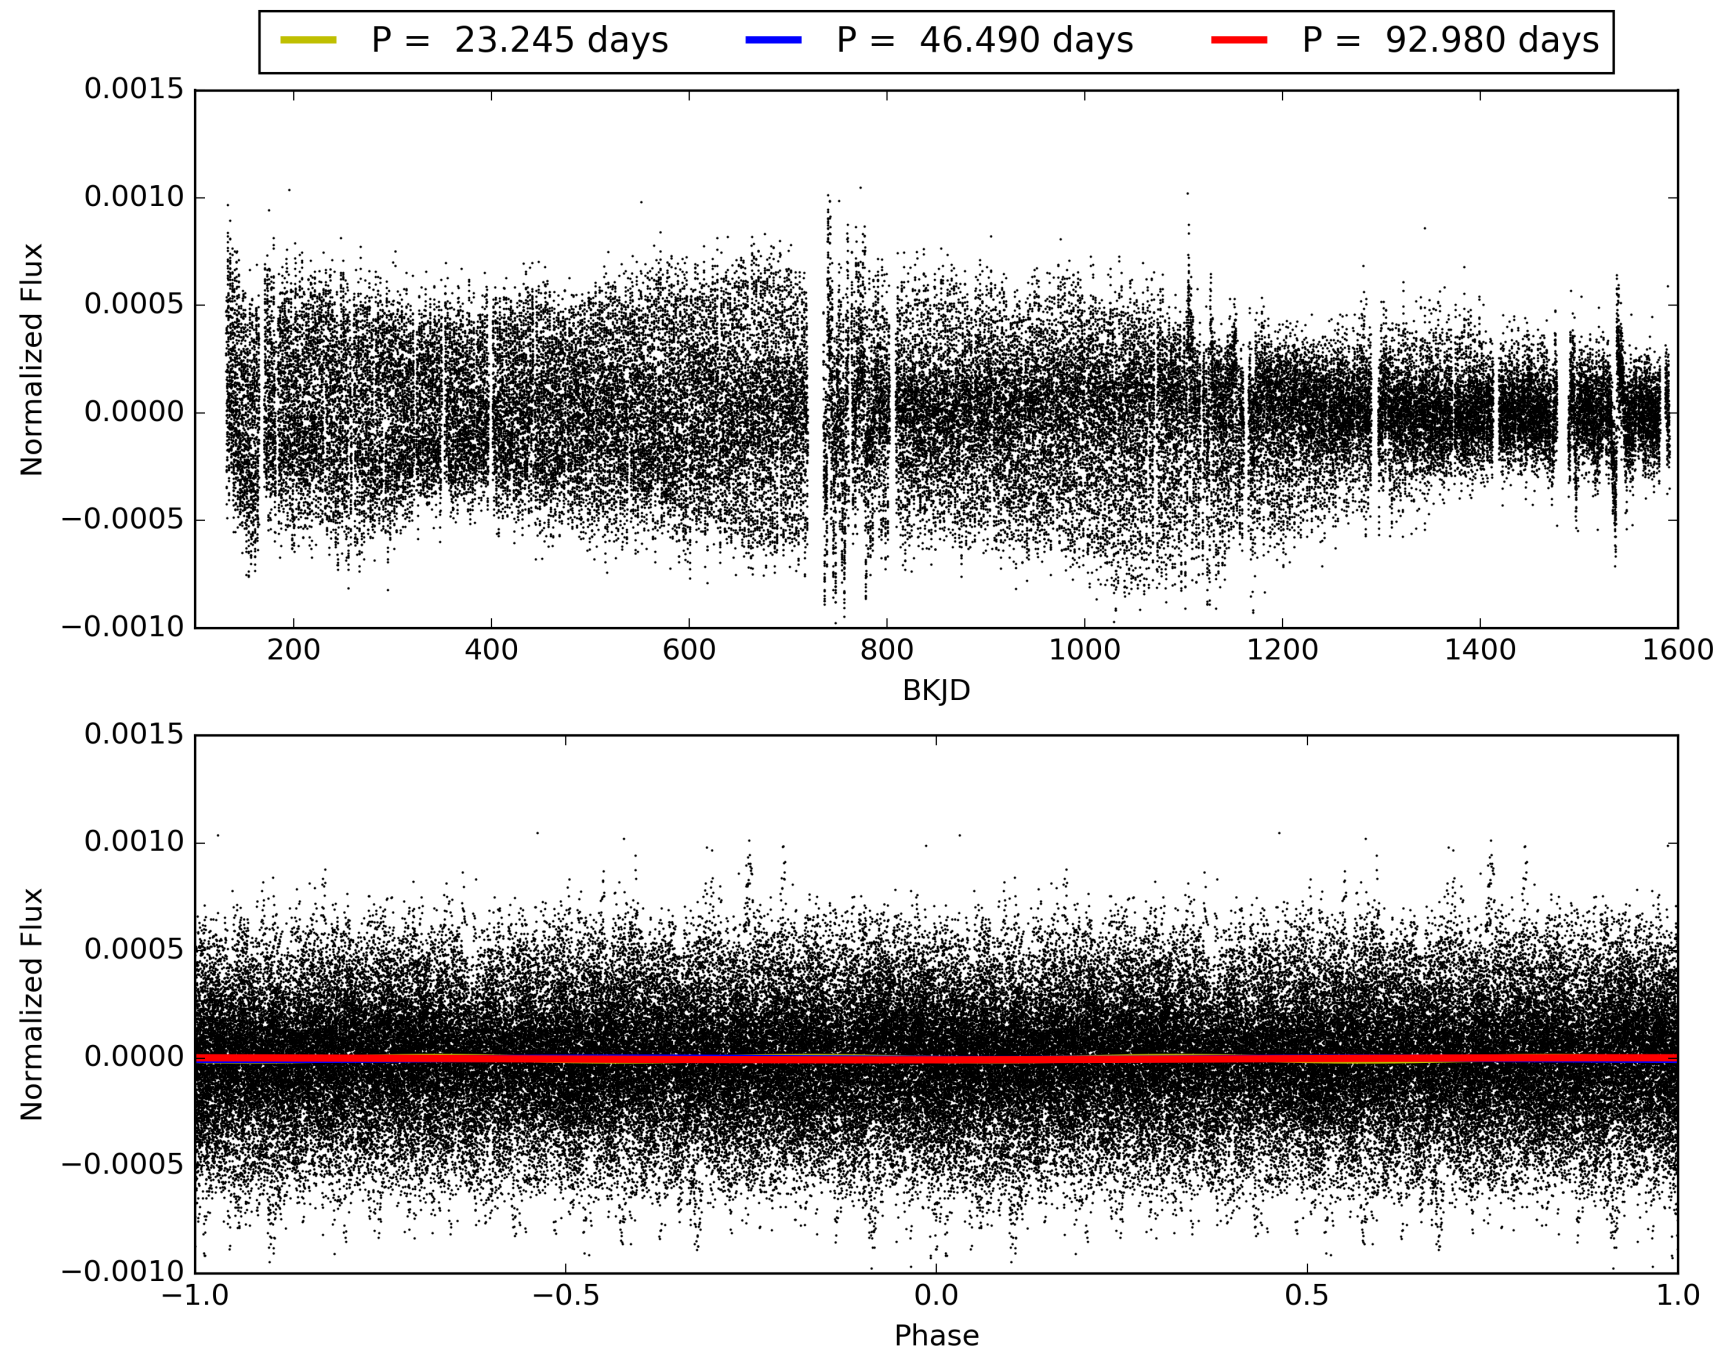 P =  23.245 days P =  46.490 days P =  92.980 days
0.0015
0.0010
0.0005
0.0000
−0.0005
−0.0010
Normalized Flux
200 400 600 800 1000 1200 1400 1600
BKJD
0.0015
0.0010
0.0005
0.0000
−0.0005
−0.0010
Normalized Flux
−1.0 −0.5 0.0 0.5 1.0
Phase